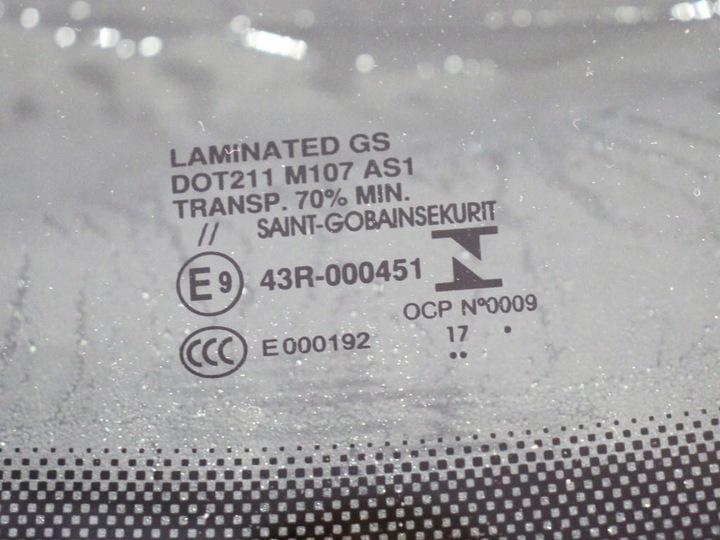 LAMiNATED GS
DOT211 M107 AS1
TRANSP. 70% MIN.
// SAINT-GOBAINSEKURIT
E9 43R-000451
OCP Nº0009
CCC E000192
17 .
..